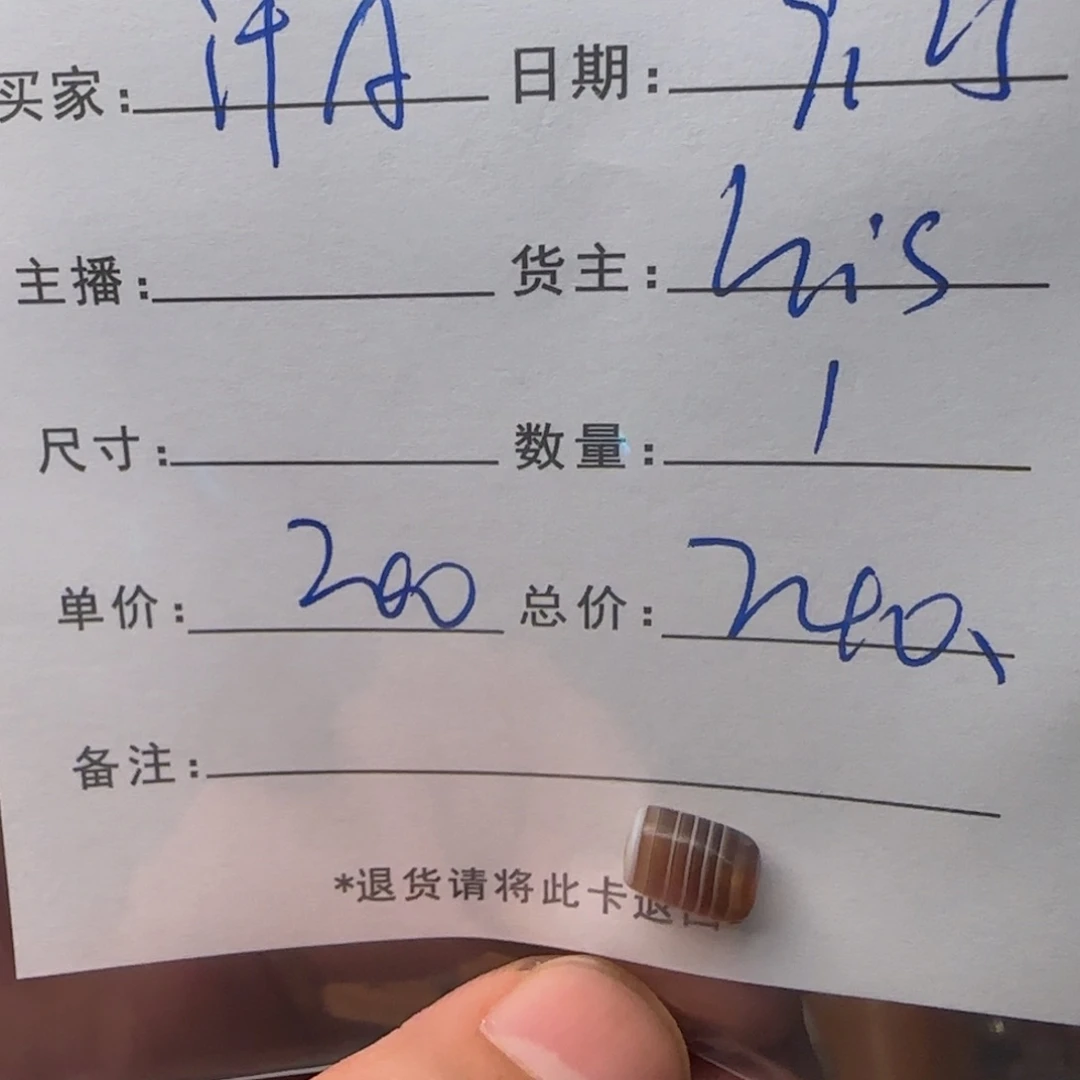 买家： 日期：
主播： 货主：
尺寸： 数量：1
单价：200 总价：
备注：
*退货请将此卡退回